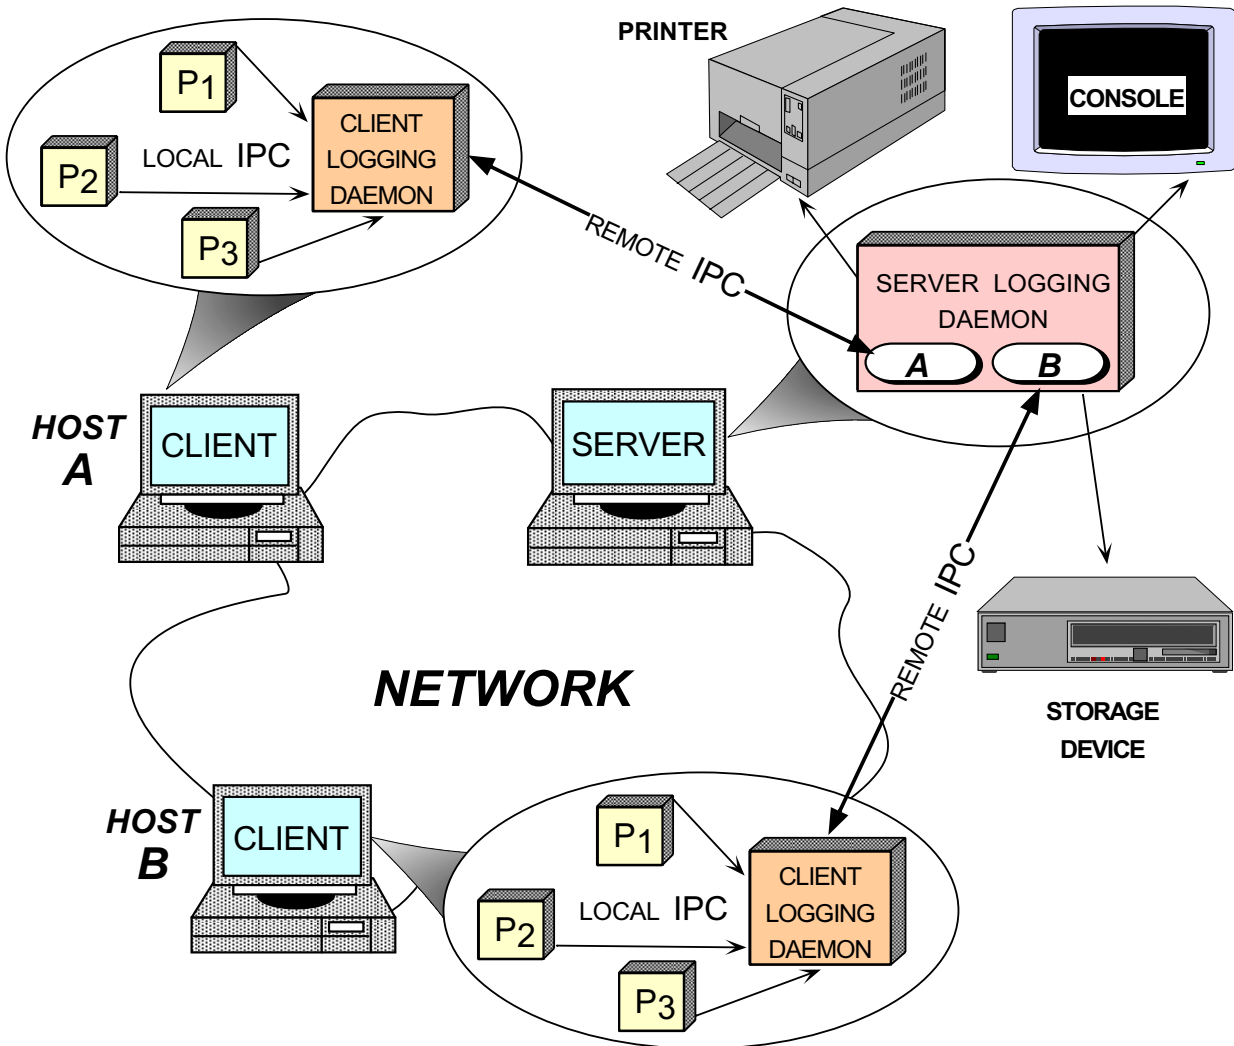 PRINTER
CONSOLE
P1
P2
P3
LOCAL IPC
CLIENT
LOGGING
DAEMON
REMOTE IPC
SERVER LOGGING
DAEMON
A
B
HOST
A
CLIENT
SERVER
REMOTE IPC
NETWORK
STORAGE
DEVICE
HOST
B
CLIENT
P1
P2
P3
LOCAL IPC
CLIENT
LOGGING
DAEMON